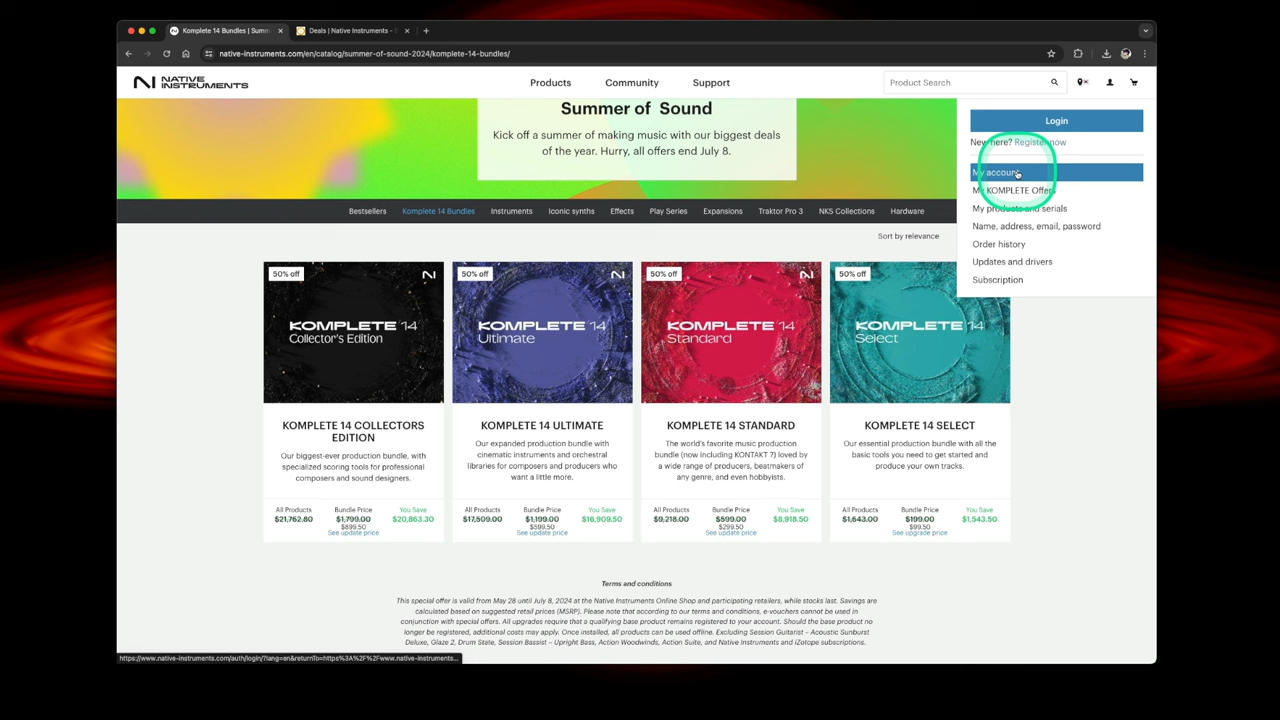 Komplete 14 Bundles | Summ
Deals | Native Instruments -
native-instruments.com/en/catalog/summer-of-sound-2024/komplete-14-bundles/
NATIVE INSTRUMENTS
Products
Community
Support
Product Search
Login
New here? Register now
My account
My KOMPLETE Offers
My products and serials
Name, address, email, password
Order history
Updates and drivers
Subscription
Summer of Sound
Kick off a summer of making music with our biggest deals
of the year. Hurry, all offers end July 8.
Bestsellers
Komplete 14 Bundles
Instruments
Iconic synths
Effects
Play Series
Expansions
Traktor Pro 3
NKS Collections
Hardware
Sort by relevance
50% off
KOMPLETE 14
Collector's Edition
KOMPLETE 14 COLLECTORS
EDITION
Our biggest-ever production bundle, with
specialized scoring tools for professional
composers and sound designers.
All Products
$21,762.80
Bundle Price
$1,799.00
$899.50
You Save
$20,863.30
See update price
50% off
KOMPLETE 14
Ultimate
KOMPLETE 14 ULTIMATE
Our expanded production bundle with
cinematic instruments and orchestral
libraries for composers and producers who
want a little more.
All Products
$17,509.00
Bundle Price
$1,199.00
$599.50
You Save
$16,909.50
See update price
50% off
KOMPLETE 14
Standard
KOMPLETE 14 STANDARD
The world's favorite music production
bundle (now including KONTAKT 7) loved by
a wide range of producers, beatmakers of
any genre, and even hobbyists.
All Products
$9,218.00
Bundle Price
$599.00
$299.50
You Save
$8,918.50
See update price
50% off
KOMPLETE 14
Select
KOMPLETE 14 SELECT
Our essential production bundle with all the
basic tools you need to get started and
produce your own tracks.
All Products
$1,643.00
Bundle Price
$199.00
$99.50
You Save
$1,543.50
See upgrade price
Terms and conditions
This special offer is valid from May 28 until July 8, 2024 at the Native Instruments Online Shop and participating retailers, while stocks last. Savings are
calculated based on suggested retail prices (MSRP). Please note that according to our terms and conditions, e-vouchers cannot be used in
conjunction with special offers. All upgrades require that a qualifying base product remains registered to your account. Should the base product no
longer be registered, additional costs may apply. Once installed, all products can be used offline. Excluding Session Guitarist – Acoustic Sunburst
Deluxe, Glaze 2, Drum State, Session Bassist – Upright Bass, Action Woodwinds, Action Suite, and Native Instruments and iZotope subscriptions.
https://www.native-instruments.com/auth/login/?lang=en&returnTo=https%3A%2F%2Fwww.native-instruments...